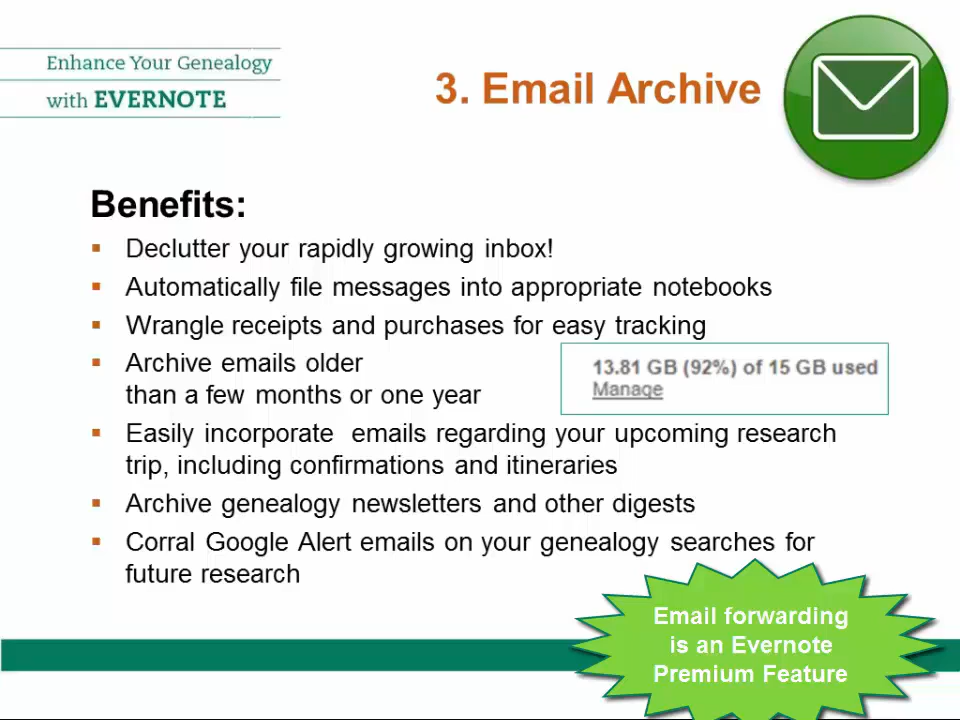 Enhance Your Genealogy
with EVERNOTE
3. Email Archive
Benefits:
▪ Declutter your rapidly growing inbox!
▪ Automatically file messages into appropriate notebooks
▪ Wrangle receipts and purchases for easy tracking
▪ Archive emails older
than a few months or one year
13.81 GB (92%) of 15 GB used
Manage
▪ Easily incorporate  emails regarding your upcoming research
trip, including confirmations and itineraries
▪ Archive genealogy newsletters and other digests
▪ Corral Google Alert emails on your genealogy searches for
future research
Email forwarding
is an Evernote
Premium Feature